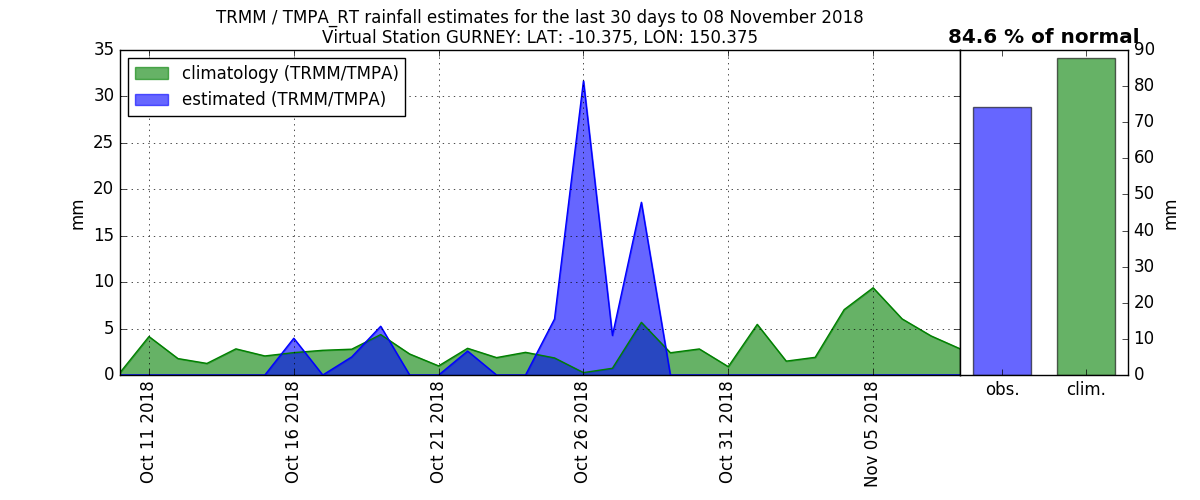 TRMM / TMPA_RT rainfall estimates for the last 30 days to 08 November 2018
Virtual Station GURNEY: LAT: -10.375, LON: 150.375
84.6 % of normal
climatology (TRMM/TMPA)
estimated (TRMM/TMPA)
35
30
25
20
15
10
5
0
mm
Oct 11 2018
Oct 16 2018
Oct 21 2018
Oct 26 2018
Oct 31 2018
Nov 05 2018
obs.
clim.
90
80
70
60
50
40
30
20
10
0
mm